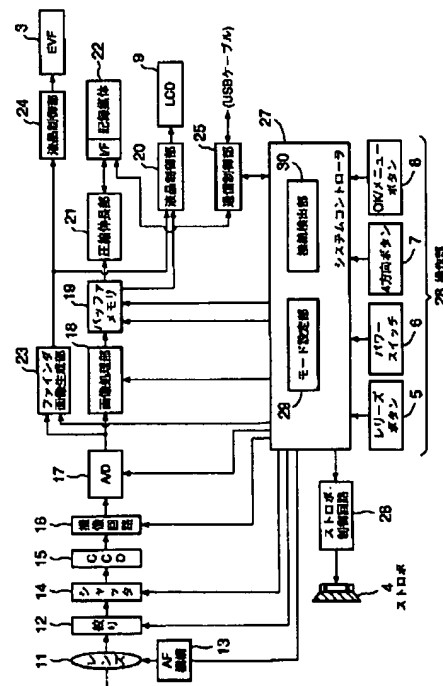 3
EVF
24
液晶制御部
22
記録媒体
I/F
9
LCD
(USBケーブル)
21
圧縮伸長部
20
液晶制御部
25
通信制御部
27
19
バッファ
メモリ
30
接続検出部
システムコントローラ
8
OK/メニュー
ボタン
23
ファインダ
画像生成部
18
画像処理部
7
4方向ボタン
28 操作部
29
モード設定部
6
パワー
スイッチ
17
A/D
5
レリーズ
ボタン
16
撮像回路
26
ストロボ
制御回路
15
CCD
14
シャッタ
4
ストロボ
12
絞り
13
AF
機構
11
レンズ